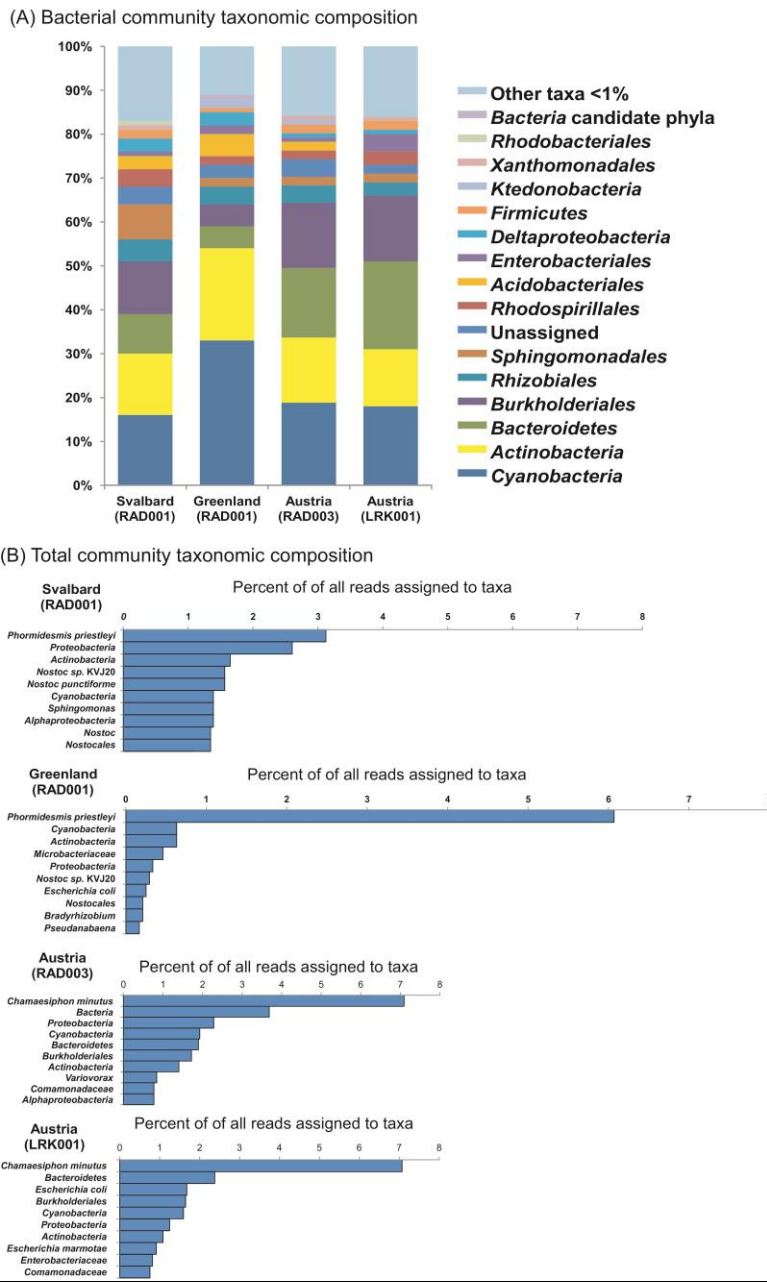 (A) Bacterial community taxonomic composition
100%
90%
80%
70%
60%
50%
40%
30%
20%
10%
0%
Svalbard
(RAD001)
Greenland
(RAD001)
Austria
(RAD003)
Austria
(LRK001)
Other taxa <1%
Bacteria candidate phyla
Rhodobacteriales
Xanthomonadales
Ktedonobacteria
Firmicutes
Deltaproteobacteria
Enterobacteriales
Acidobacteriales
Rhodospirillales
Unassigned
Sphingomonadales
Rhizobiales
Burkholderiales
Bacteroidetes
Actinobacteria
Cyanobacteria
(B) Total community taxonomic composition
Svalbard
(RAD001)
Percent of of all reads assigned to taxa
0 1 2 3 4 5 6 7 8
Phormidesmis priestleyi
Proteobacteria
Actinobacteria
Nostoc sp. KVJ20
Nostoc punctiforme
Cyanobacteria
Sphingomonas
Alphaproteobacteria
Nostoc
Nostocales
Greenland
(RAD001)
Percent of of all reads assigned to taxa
0 1 2 3 4 5 6 7
Phormidesmis priestleyi
Cyanobacteria
Actinobacteria
Microbacteriaceae
Proteobacteria
Nostoc sp. KVJ20
Escherichia coli
Nostocales
Bradyrhizobium
Pseudanabaena
Austria
(RAD003)
Percent of of all reads assigned to taxa
0 1 2 3 4 5 6 7 8
Chamaesiphon minutus
Bacteria
Proteobacteria
Cyanobacteria
Bacteroidetes
Burkholderiales
Actinobacteria
Variovorax
Comamonadaceae
Alphaproteobacteria
Austria
(LRK001)
Percent of of all reads assigned to taxa
0 1 2 3 4 5 6 7 8
Chamaesiphon minutus
Bacteroidetes
Escherichia coli
Burkholderiales
Cyanobacteria
Proteobacteria
Actinobacteria
Escherichia marmotae
Enterobacteriaceae
Comamonadaceae